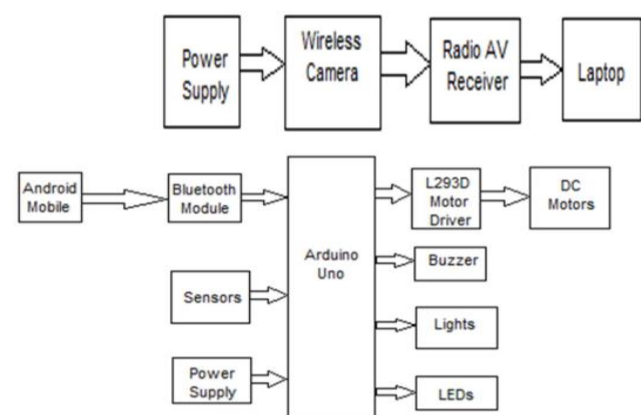 Power
Supply
Wireless
Camera
Radio AV
Receiver
Laptop
Android
Mobile
Bluetooth
Module
Arduino
Uno
L293D
Motor
Driver
DC
Motors
Sensors
Buzzer
Power
Supply
Lights
LEDs